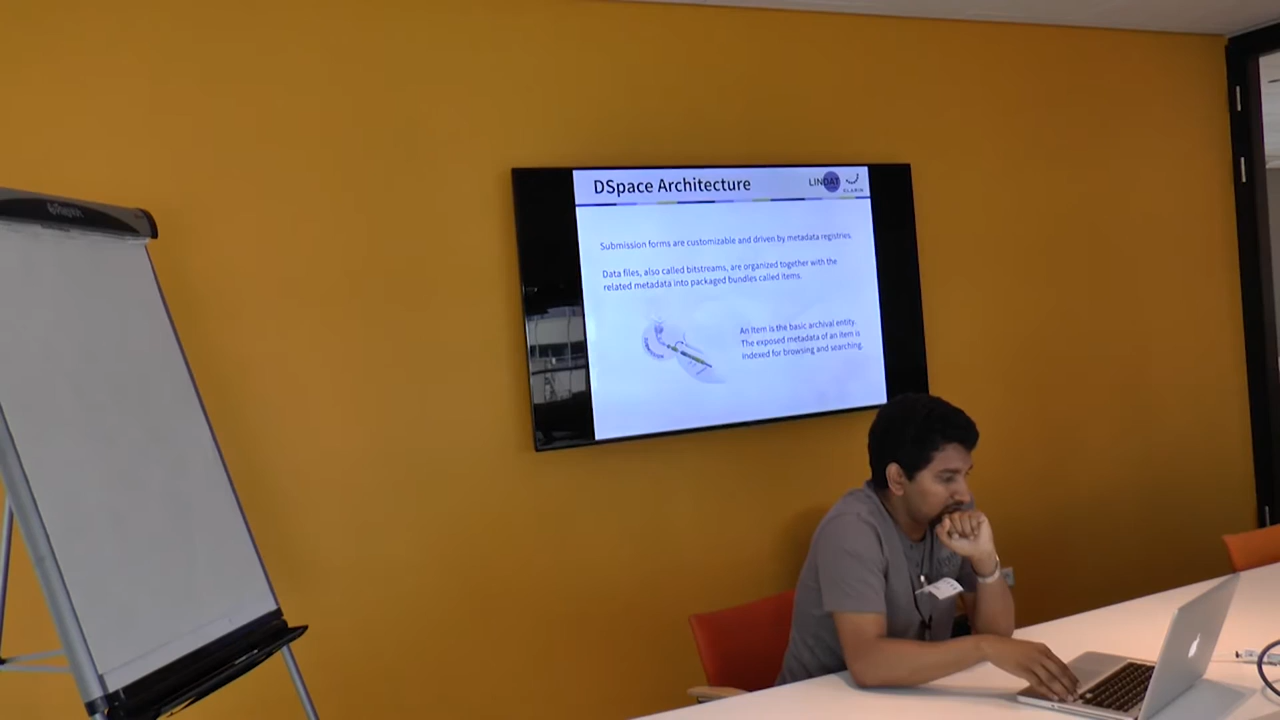 DSpace Architecture
LINDAT
CLARIN
Submission forms are customizable and driven by metadata registries.
Data files, also called bitstreams, are organized together with the
related metadata into packaged bundles called items.
An item is the basic archival entity.
The exposed metadata of an item is
indexed for browsing and searching.